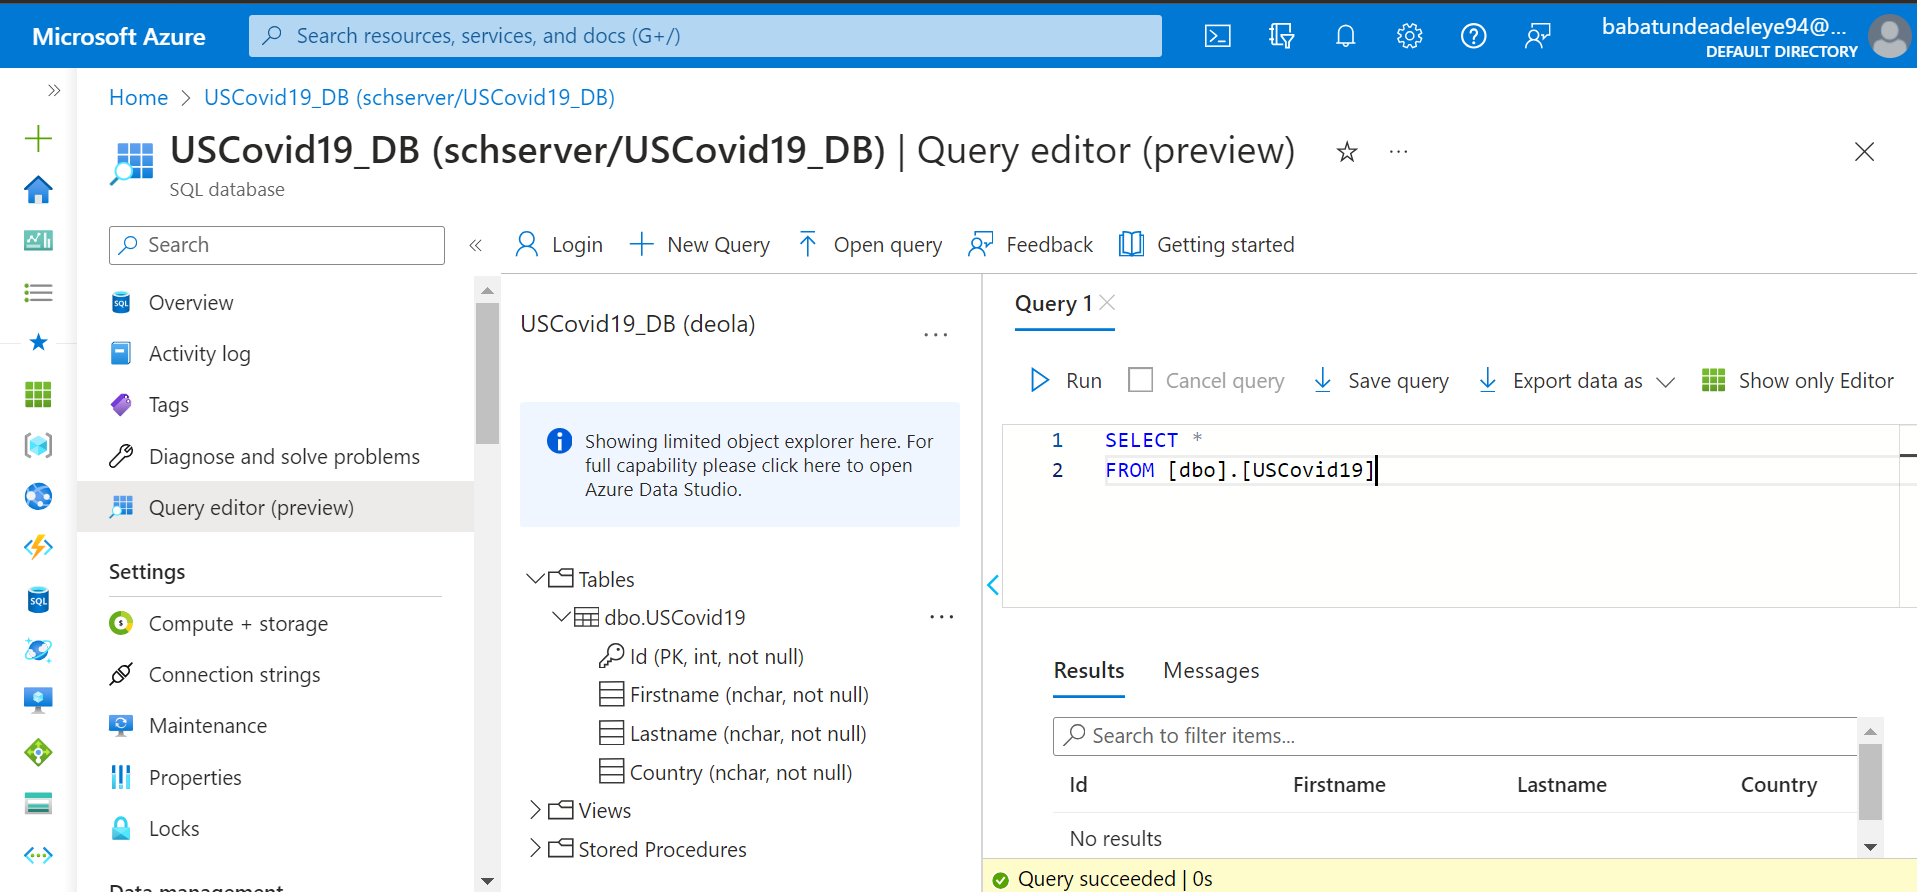 Microsoft Azure
Search resources, services, and docs (G+/)
babatundeadeleye94@...
DEFAULT DIRECTORY
Home > USCovid19_DB (schserver/USCovid19_DB)
USCovid19_DB (schserver/USCovid19_DB) | Query editor (preview)
SQL database
Search
Overview
Activity log
Tags
Diagnose and solve problems
Query editor (preview)
Settings
Compute + storage
Connection strings
Maintenance
Properties
Locks
Data management
Login
New Query
Open query
Feedback
Getting started
USCovid19_DB (deola)
Showing limited object explorer here. For
full capability please click here to open
Azure Data Studio.
Tables
dbo.USCovid19
Id (PK, int, not null)
Firstname (nchar, not null)
Lastname (nchar, not null)
Country (nchar, not null)
Views
Stored Procedures
Query 1
Run
Cancel query
Save query
Export data as
Show only Editor
1 SELECT *
2 FROM [dbo].[USCovid19]
Results
Messages
Search to filter items...
Id Firstname Lastname Country
No results
Query succeeded | 0s